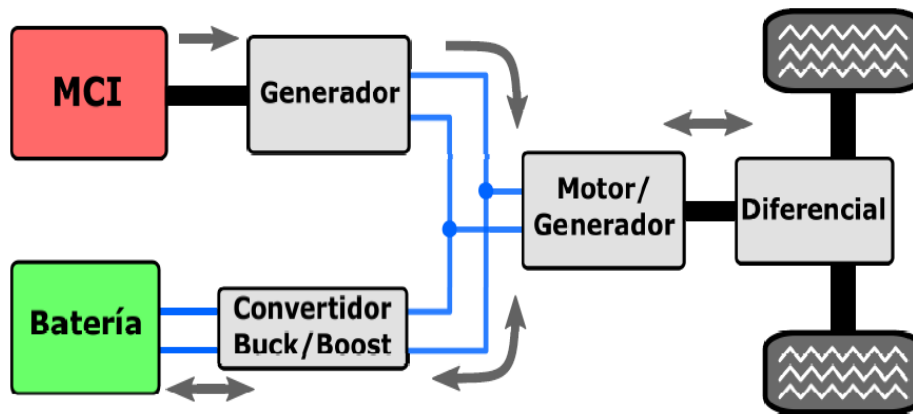 MCI
Generador
Motor/
Generador
Diferencial
Batería
Convertidor
Buck/Boost